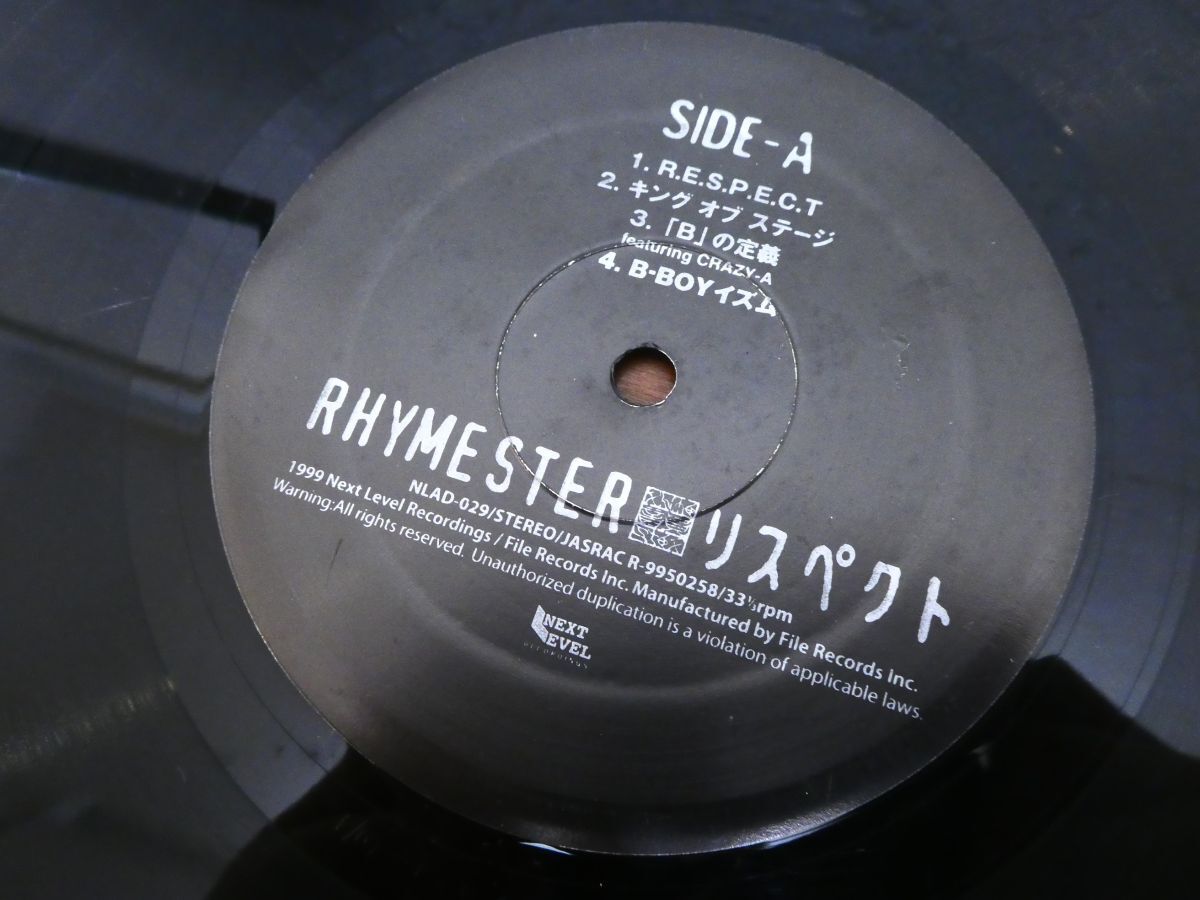 SIDE-A
1. R.E.S.P.E.C.T
2. キング オブ ステージ
3.「B」の定義
featuring CRAZY-A
4. B-BOYイズム
RHYMESTER リスペクト
NLAD-029/STEREO/JASRAC R-9950258/33⅓rpm
1999 Next Level Recordings / File Records Inc. Manufactured by File Records Inc.
Warning:All rights reserved. Unauthorized duplication is a violation of applicable laws.
NEXT
LEVEL
RECORDINGS